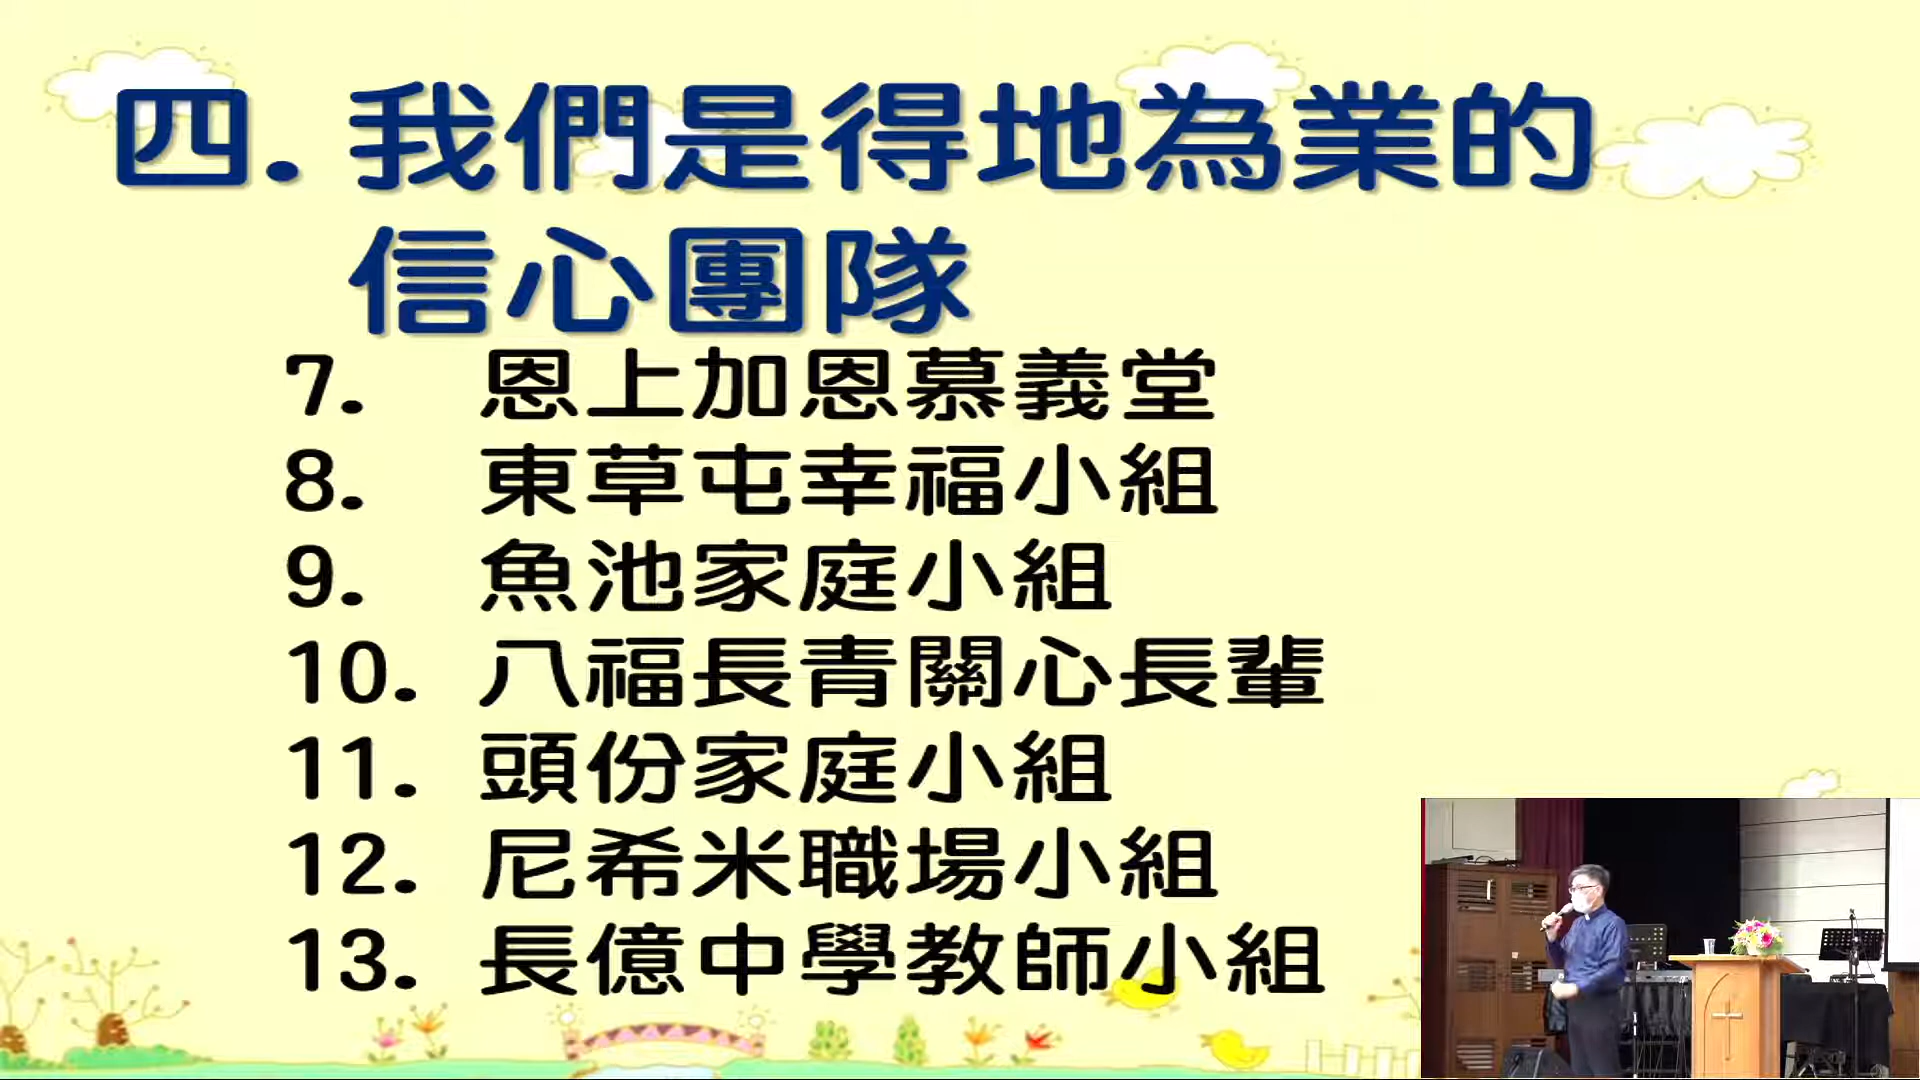 四. 我們是得地為業的
信心團隊
7. 恩上加恩慕義堂
8. 東草屯幸福小組
9. 魚池家庭小組
10. 八福長青關心長輩
11. 頭份家庭小組
12. 尼希米職場小組
13. 長億中學教師小組